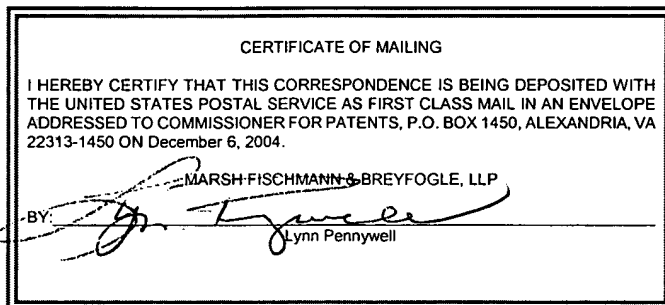 CERTIFICATE OF MAILING
I HEREBY CERTIFY THAT THIS CORRESPONDENCE IS BEING DEPOSITED WITH
THE UNITED STATES POSTAL SERVICE AS FIRST CLASS MAIL IN AN ENVELOPE
ADDRESSED TO COMMISSIONER FOR PATENTS, P.O. BOX 1450, ALEXANDRIA, VA
22313-1450 ON December 6, 2004.
MARSH FISCHMANN & BREYFOGLE, LLP
BY:
Lynn Pennywell